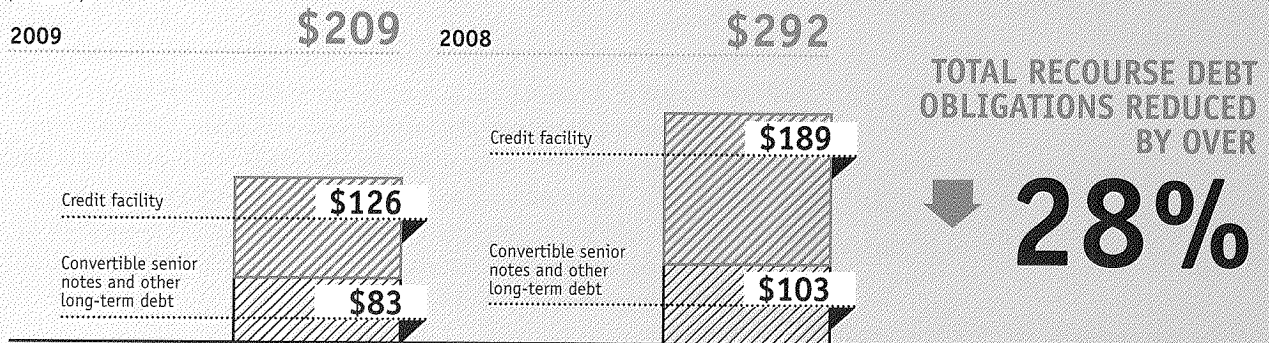 2009 $209
2008 $292
Credit facility $126
Convertible senior
notes and other
long-term debt $83
Credit facility $189
Convertible senior
notes and other
long-term debt $103
TOTAL RECOURSE DEBT
OBLIGATIONS REDUCED
BY OVER
28%